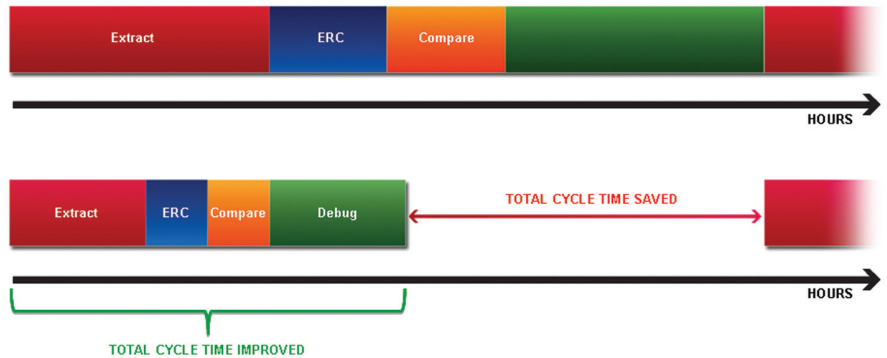 Extract ERC Compare
HOURS
Extract ERC Compare Debug
TOTAL CYCLE TIME SAVED
HOURS
TOTAL CYCLE TIME IMPROVED